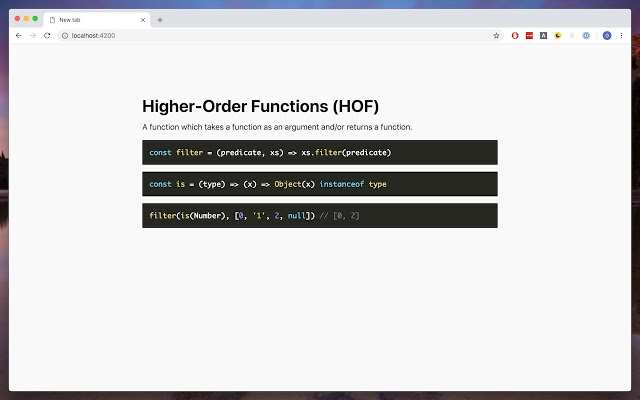 New tab
localhost:4200
Higher-Order Functions (HOF)
A function which takes a function as an argument and/or returns a function.
const filter = (predicate, xs) => xs.filter(predicate)
const is = (type) => (x) => Object(x) instanceof type
filter(is(Number), [0, '1', 2, null]) // [0, 2]